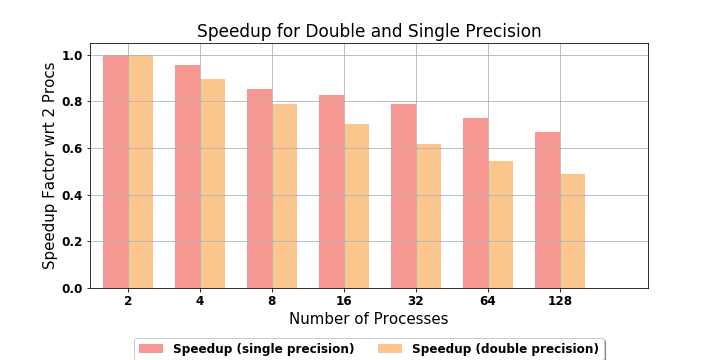 Speedup for Double and Single Precision
Speedup Factor wrt 2 Procs
1.0
0.8
0.6
0.4
0.2
0.0
2 4 8 16 32 64 128
Number of Processes
Speedup (single precision) Speedup (double precision)